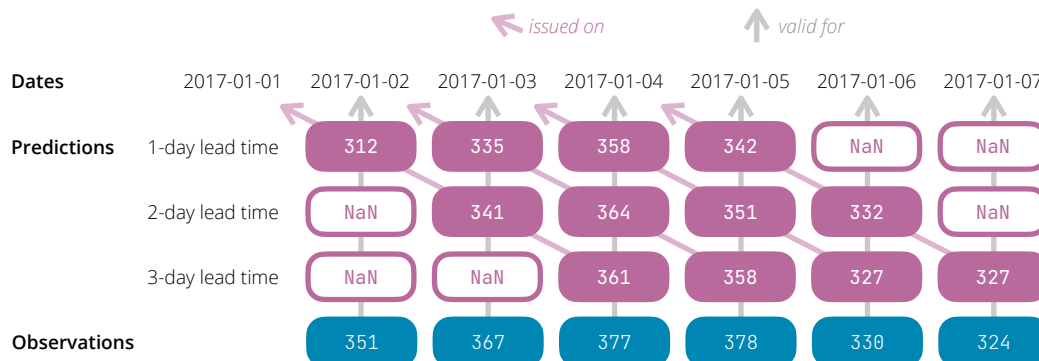 issued on valid for
Dates 2017-01-01 2017-01-02 2017-01-03 2017-01-04 2017-01-05 2017-01-06 2017-01-07
Predictions 1-day lead time 312 335 358 342 NaN NaN
2-day lead time NaN 341 364 351 332 NaN
3-day lead time NaN NaN 361 358 327 327
Observations 351 367 377 378 330 324